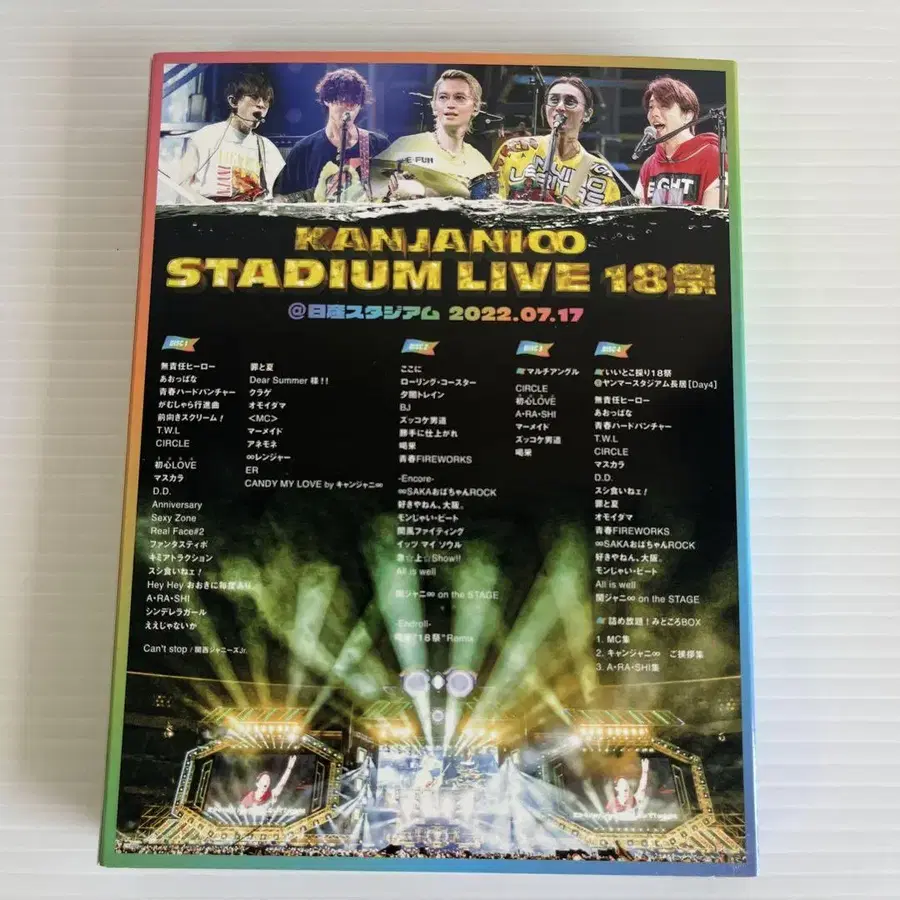 KANJANI∞
STADIUM LIVE 18祭
@日産スタジアム 2022.07.17
DISC 1
無責任ヒーロー
あおっぱな
青春ハードパンチャー
がむしゃら行進曲
前向きスクリーム!
T.W.L
CIRCLE
初心LOVE
マスカラ
D.D.
Anniversary
Sexy Zone
Real Face#2
ファンタスティポ
キミアトラクション
スシ食いねェ!
Hey Hey おおきに毎度あり
A・RA・SHI
シンデレラガール
ええじゃないか
Can't stop / 関西ジャニーズJr.
罪と夏
Dear Summer 様!!
クラゲ
オモイダマ
<MC>
マーメイド
アネモネ
∞レンジャー
ER
CANDY MY LOVE by キャンジャニ∞
DISC 2
ここに
ローリング・コースター
夕闇トレイン
BJ
ズッコケ男道
勝手に仕上がれ
喝采
青春FIREWORKS
-Encore-
∞SAKAおばちゃんROCK
好きやねん、大阪。
モンじゃい・ビート
関風ファイティング
イッツ マイ ソウル
急☆上☆Show!!
All is well
関ジャニ∞ on the STAGE
-Endroll-
喝采"18祭"Remix
DISC 3
マルチアングル
CIRCLE
初心LOVE
A・RA・SHI
マーメイド
ズッコケ男道
喝采
DISC 4
いいとこ採り18祭
@ヤンマースタジアム長居[Day4]
無責任ヒーロー
あおっぱな
青春ハードパンチャー
T.W.L
CIRCLE
マスカラ
D.D.
スシ食いねェ!
罪と夏
オモイダマ
青春FIREWORKS
∞SAKAおばちゃんROCK
好きやねん、大阪。
モンじゃい・ビート
All is well
関ジャニ∞ on the STAGE
詰め放題!みどころBOX
1. MC集
2. キャンジャニ∞ ご挨拶集
3. A・RA・SHI集